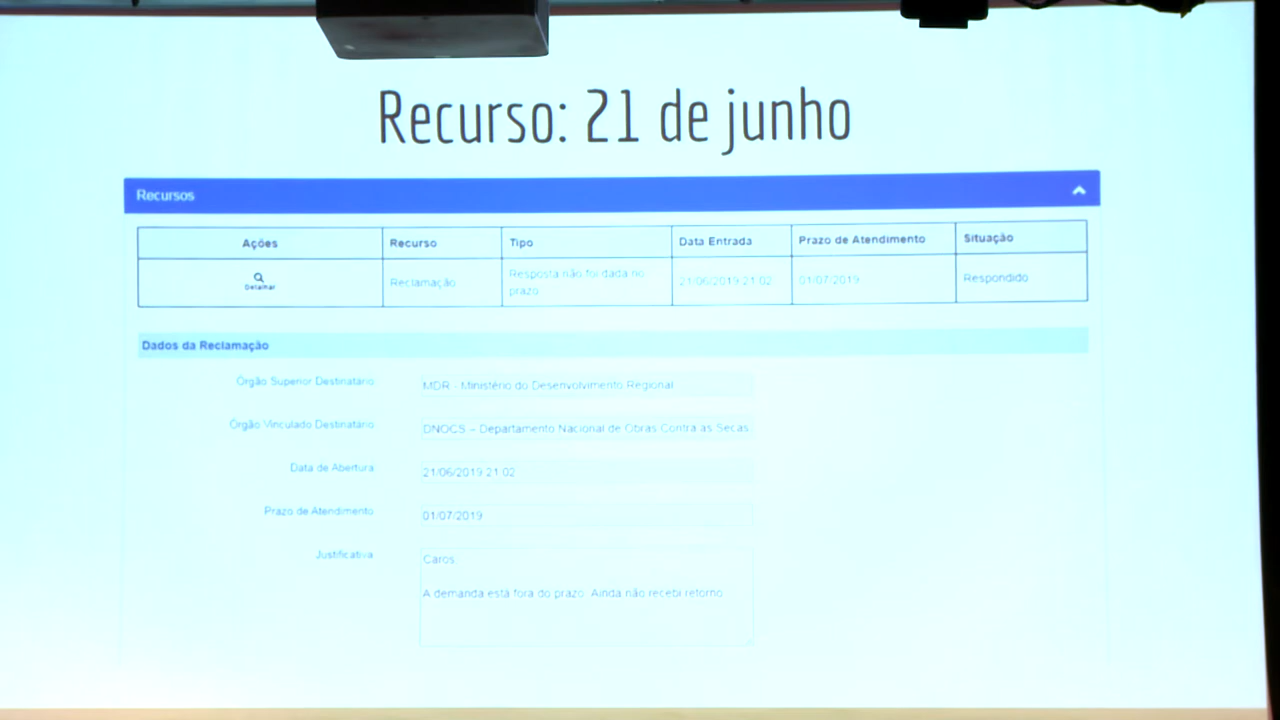 Recurso: 21 de junho
Recursos
Ações Recurso Tipo Data Entrada Prazo de Atendimento Situação
Detalhar Reclamação Resposta não foi dada no prazo 21/06/2019 21:02 01/07/2019 Respondido
Dados da Reclamação
Órgão Superior Destinatário MDR - Ministério do Desenvolvimento Regional
Órgão Vinculado Destinatário DNOCS – Departamento Nacional de Obras Contra as Secas
Data de Abertura 21/06/2019 21:02
Prazo de Atendimento 01/07/2019
Justificativa Caros,
A demanda está fora do prazo. Ainda não recebi retorno.